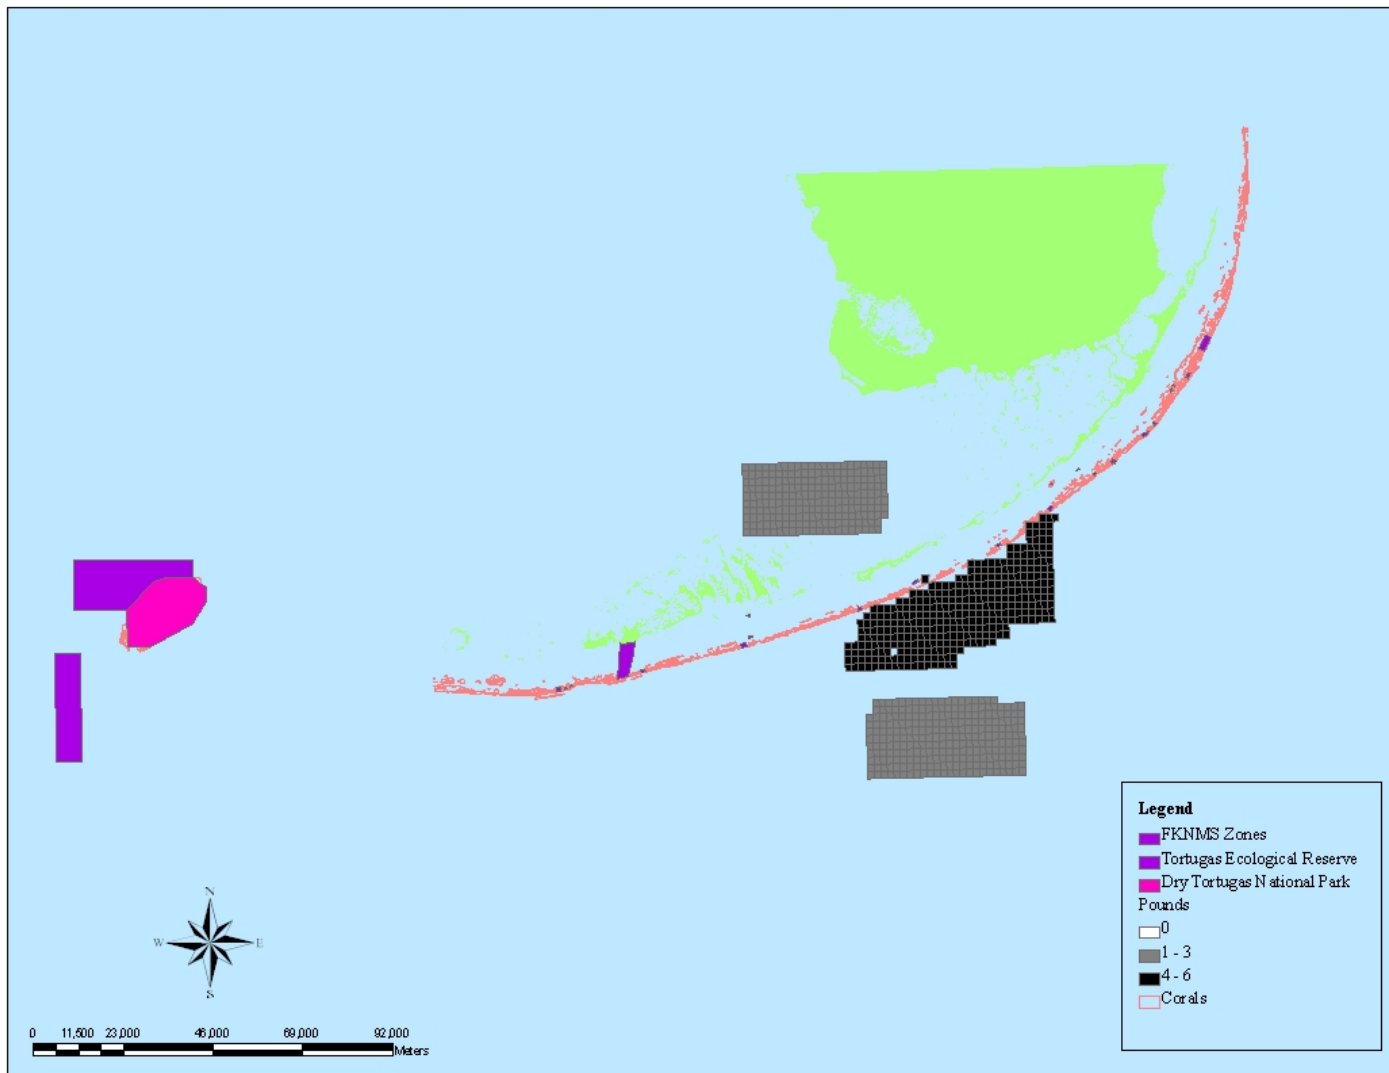 Legend
FKNMS Zones
Tortugas Ecological Reserve
Dry Tortugas National Park
Pounds
0
1 - 3
4 - 6
Corals
N
W E
S
0 11,500 23,000 46,000 69,000 92,000
Meters